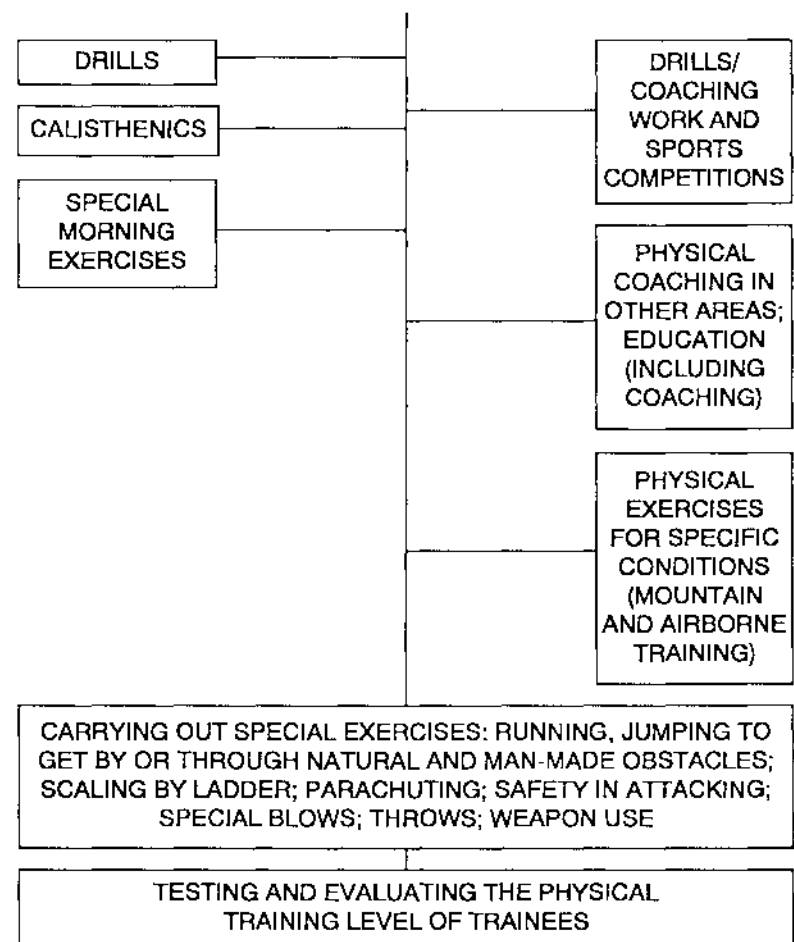 DRILLS
CALISTHENICS
SPECIAL
MORNING
EXERCISES
DRILLS/
COACHING
WORK AND
SPORTS
COMPETITIONS
PHYSICAL
COACHING IN
OTHER AREAS;
EDUCATION
(INCLUDING
COACHING)
PHYSICAL
EXERCISES
FOR SPECIFIC
CONDITIONS
(MOUNTAIN
AND AIRBORNE
TRAINING)
CARRYING OUT SPECIAL EXERCISES: RUNNING, JUMPING TO
GET BY OR THROUGH NATURAL AND MAN-MADE OBSTACLES;
SCALING BY LADDER; PARACHUTING; SAFETY IN ATTACKING;
SPECIAL BLOWS; THROWS; WEAPON USE
TESTING AND EVALUATING THE PHYSICAL
TRAINING LEVEL OF TRAINEES